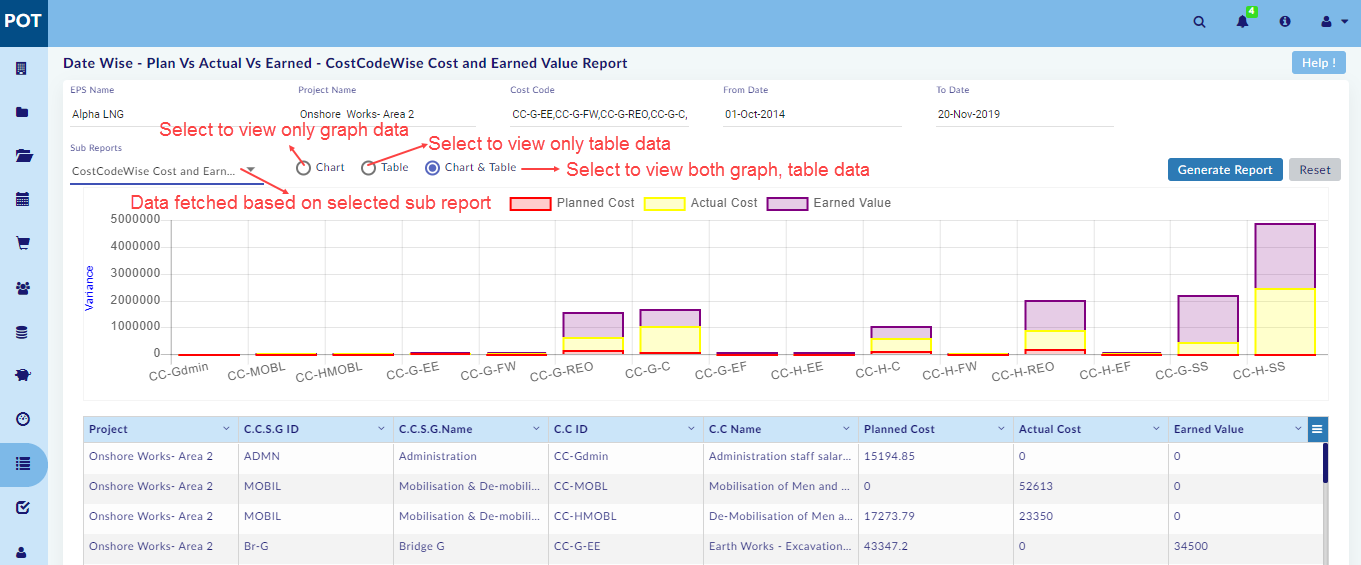 POT
4
Date Wise - Plan Vs Actual Vs Earned - CostCodeWise Cost and Earned Value Report
Help !
EPS Name
Project Name
Cost Code
From Date
To Date
Alpha LNG
Onshore Works- Area 2
CC-G-EE,CC-G-FW,CC-G-REO,CC-G-C,
01-Oct-2014
20-Nov-2019
Select to view only graph data
Select to view only table data
Sub Reports
CostCodeWise Cost and Earn...
Chart
Table
Chart & Table
Select to view both graph, table data
Generate Report
Reset
Data fetched based on selected sub report
Planned Cost
Actual Cost
Earned Value
5000000
4000000
3000000
2000000
1000000
0
Variance
CC-Gdmin
CC-MOBL
CC-HMOBL
CC-G-EE
CC-G-FW
CC-G-REO
CC-G-C
CC-G-EF
CC-H-EE
CC-H-C
CC-H-FW
CC-H-REO
CC-H-EF
CC-G-SS
CC-H-SS
Project C.C.S.G ID C.C.S.G.Name C.C ID C.C Name Planned Cost Actual Cost Earned Value
Onshore Works- Area 2 ADMN Administration CC-Gdmin Administration staff salar... 15194.85 0 0
Onshore Works- Area 2 MOBIL Mobilisation & De-mobili... CC-MOBL Mobilisation of Men and ... 0 52613 0
Onshore Works- Area 2 MOBIL Mobilisation & De-mobili... CC-HMOBL De-Mobilisation of Men a... 17273.79 23350 0
Onshore Works- Area 2 Br-G Bridge G CC-G-EE Earth Works - Excavation... 43347.2 0 34500